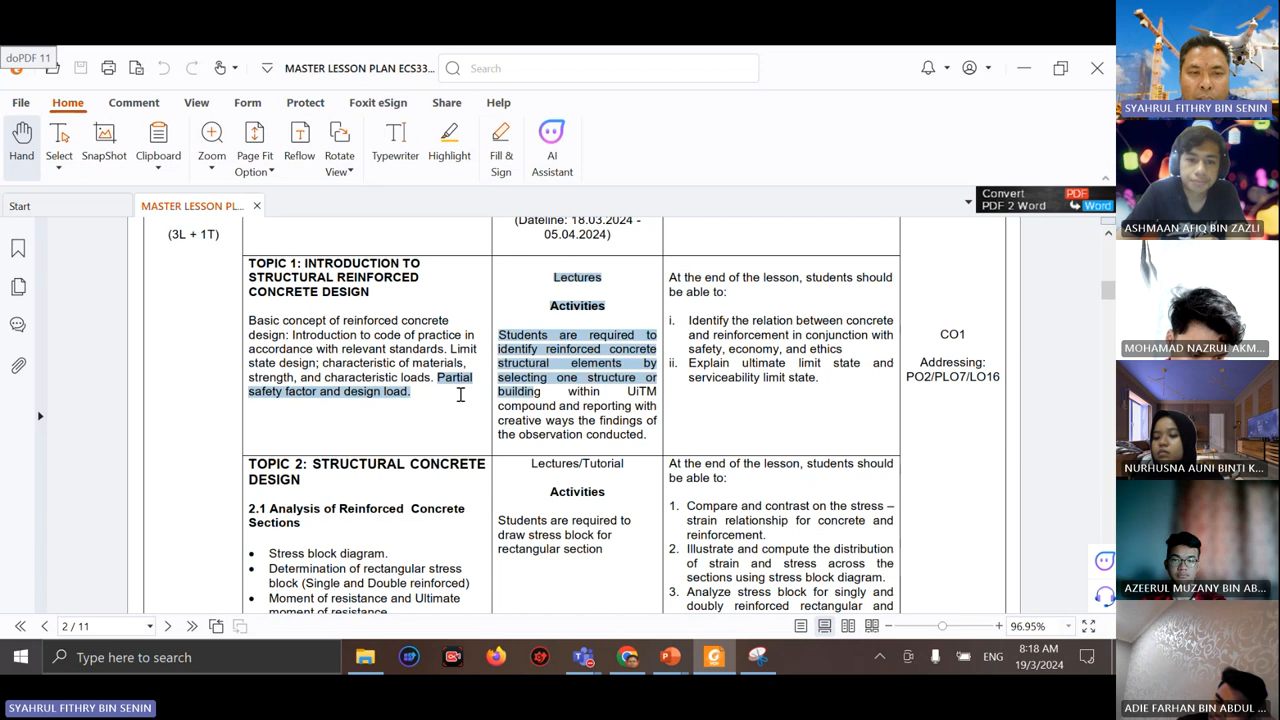 doPDF 11
MASTER LESSON PLAN ECS33...
Search
File
Home
Comment
View
Form
Protect
Foxit eSign
Share
Help
Hand
Select
SnapShot
Clipboard
Zoom
Page Fit
Option
Reflow
Rotate
View
Typewriter
Highlight
Fill &
Sign
AI
Assistant
Start
MASTER LESSON PL...
Convert
PDF 2 Word
PDF
Word
(3L + 1T)
(Dateline: 18.03.2024 -
05.04.2024)
TOPIC 1: INTRODUCTION TO
STRUCTURAL REINFORCED
CONCRETE DESIGN
Basic concept of reinforced concrete
design: Introduction to code of practice in
accordance with relevant standards. Limit
state design; characteristic of materials,
strength, and characteristic loads. Partial
safety factor and design load.
Lectures
Activities
Students are required to
identify reinforced concrete
structural elements by
selecting one structure or
building within UiTM
compound and reporting with
creative ways the findings of
the observation conducted.
At the end of the lesson, students should
be able to:
i. Identify the relation between concrete
and reinforcement in conjunction with
safety, economy, and ethics
ii. Explain ultimate limit state and
serviceability limit state.
CO1
Addressing:
PO2/PLO7/LO16
TOPIC 2: STRUCTURAL CONCRETE
DESIGN
2.1 Analysis of Reinforced Concrete
Sections
• Stress block diagram.
• Determination of rectangular stress
block (Single and Double reinforced)
• Moment of resistance and Ultimate
moment of resistance
Lectures/Tutorial
Activities
Students are required to
draw stress block for
rectangular section
At the end of the lesson, students should
be able to:
1. Compare and contrast on the stress –
strain relationship for concrete and
reinforcement.
2. Illustrate and compute the distribution
of strain and stress across the
sections using stress block diagram.
3. Analyze stress block for singly and
doubly reinforced rectangular and
2 / 11
96.95%
Type here to search
ENG
8:18 AM
19/3/2024
SYAHRUL FITHRY BIN SENIN
SYAHRUL FITHRY BIN SENIN
ASHMAAN AFIQ BIN ZAZLI
MOHAMAD NAZRUL AKM...
NURHUSNA AUNI BINTI K...
AZEERUL MUZANY BIN AB...
ADIE FARHAN BIN ABDUL ...